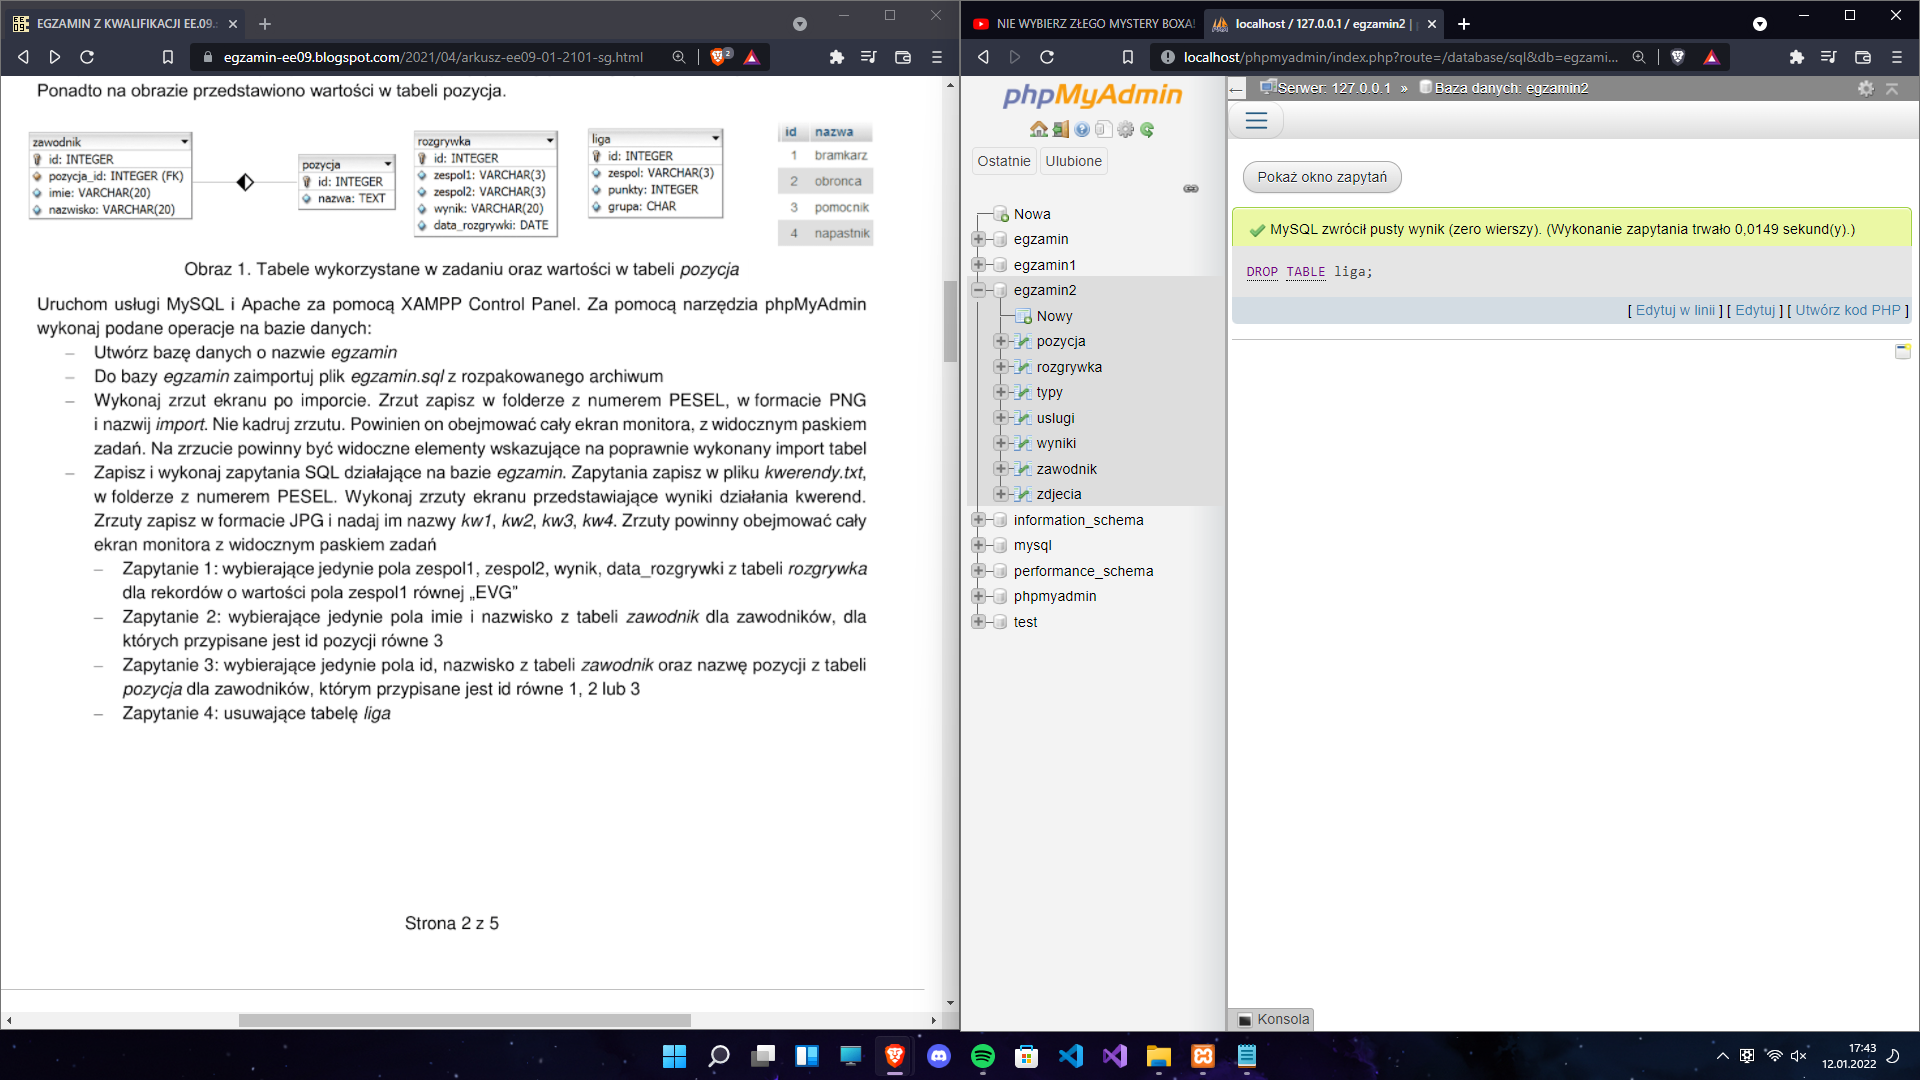 EGZAMIN Z KWALIFIKACJI EE.09.
egzamin-ee09.blogspot.com/2021/04/arkusz-ee09-01-2101-sg.html
2
Ponadto na obrazie przedstawiono wartości w tabeli pozycja.
zawodnik
id: INTEGER
pozycja_id: INTEGER (FK)
imie: VARCHAR(20)
nazwisko: VARCHAR(20)
pozycja
id: INTEGER
nazwa: TEXT
rozgrywka
id: INTEGER
zespol1: VARCHAR(3)
zespol2: VARCHAR(3)
wynik: VARCHAR(20)
data_rozgrywki: DATE
liga
id: INTEGER
zespol: VARCHAR(3)
punkty: INTEGER
grupa: CHAR
id nazwa
1 bramkarz
2 obronca
3 pomocnik
4 napastnik
Obraz 1. Tabele wykorzystane w zadaniu oraz wartości w tabeli pozycja
Uruchom usługi MySQL i Apache za pomocą XAMPP Control Panel. Za pomocą narzędzia phpMyAdmin
wykonaj podane operacje na bazie danych:
– Utwórz bazę danych o nazwie egzamin
– Do bazy egzamin zaimportuj plik egzamin.sql z rozpakowanego archiwum
– Wykonaj zrzut ekranu po imporcie. Zrzut zapisz w folderze z numerem PESEL, w formacie PNG
i nazwij import. Nie kadruj zrzutu. Powinien on obejmować cały ekran monitora, z widocznym paskiem
zadań. Na zrzucie powinny być widoczne elementy wskazujące na poprawnie wykonany import tabel
– Zapisz i wykonaj zapytania SQL działające na bazie egzamin. Zapytania zapisz w pliku kwerendy.txt,
w folderze z numerem PESEL. Wykonaj zrzuty ekranu przedstawiające wyniki działania kwerend.
Zrzuty zapisz w formacie JPG i nadaj im nazwy kw1, kw2, kw3, kw4. Zrzuty powinny obejmować cały
ekran monitora z widocznym paskiem zadań
– Zapytanie 1: wybierające jedynie pola zespol1, zespol2, wynik, data_rozgrywki z tabeli rozgrywka
dla rekordów o wartości pola zespol1 równej „EVG”
– Zapytanie 2: wybierające jedynie pola imie i nazwisko z tabeli zawodnik dla zawodników, dla
których przypisane jest id pozycji równe 3
– Zapytanie 3: wybierające jedynie pola id, nazwisko z tabeli zawodnik oraz nazwę pozycji z tabeli
pozycja dla zawodników, którym przypisane jest id równe 1, 2 lub 3
– Zapytanie 4: usuwające tabelę liga
Strona 2 z 5
NIE WYBIERZ ZŁEGO MYSTERY BOXA!
localhost / 127.0.0.1 / egzamin2 |
localhost/phpmyadmin/index.php?route=/database/sql&db=egzami...
phpMyAdmin
Ostatnie Ulubione
Nowa
egzamin
egzamin1
egzamin2
Nowy
pozycja
rozgrywka
typy
uslugi
wyniki
zawodnik
zdjecia
information_schema
mysql
performance_schema
phpmyadmin
test
Serwer: 127.0.0.1 » Baza danych: egzamin2
Pokaż okno zapytań
MySQL zwrócił pusty wynik (zero wierszy). (Wykonanie zapytania trwało 0,0149 sekund(y).)
DROP TABLE liga;
[ Edytuj w linii ] [ Edytuj ] [ Utwórz kod PHP ]
Konsola
17:43
12.01.2022